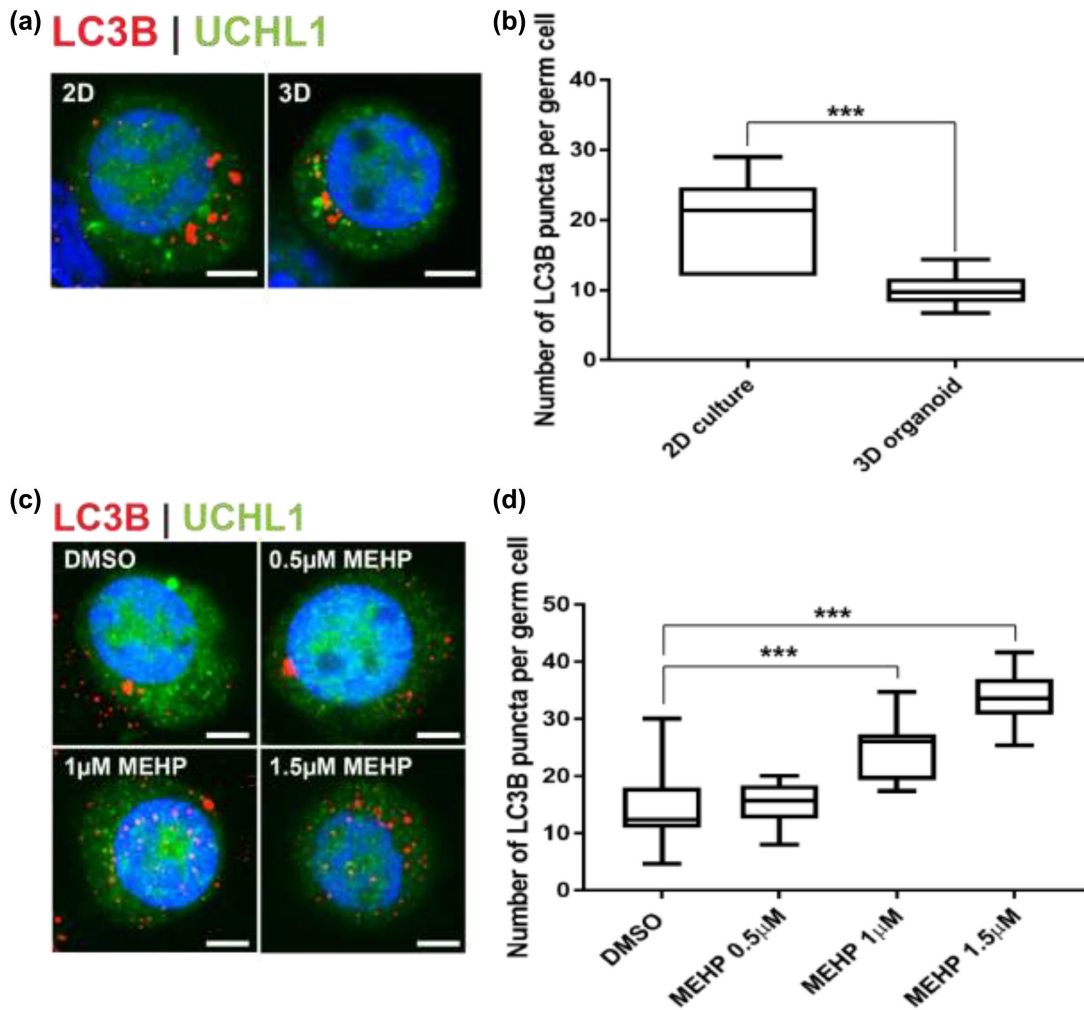 (a) LC3B | UCHL1
2D
3D
(b)
Number of LC3B puncta per germ cell
40
30
20
10
0
***
2D culture
3D organoid
(c) LC3B | UCHL1
DMSO
0.5µM MEHP
1µM MEHP
1.5µM MEHP
(d)
Number of LC3B puncta per germ cell
50
40
30
20
10
0
***
***
DMSO
MEHP 0.5µM
MEHP 1µM
MEHP 1.5µM